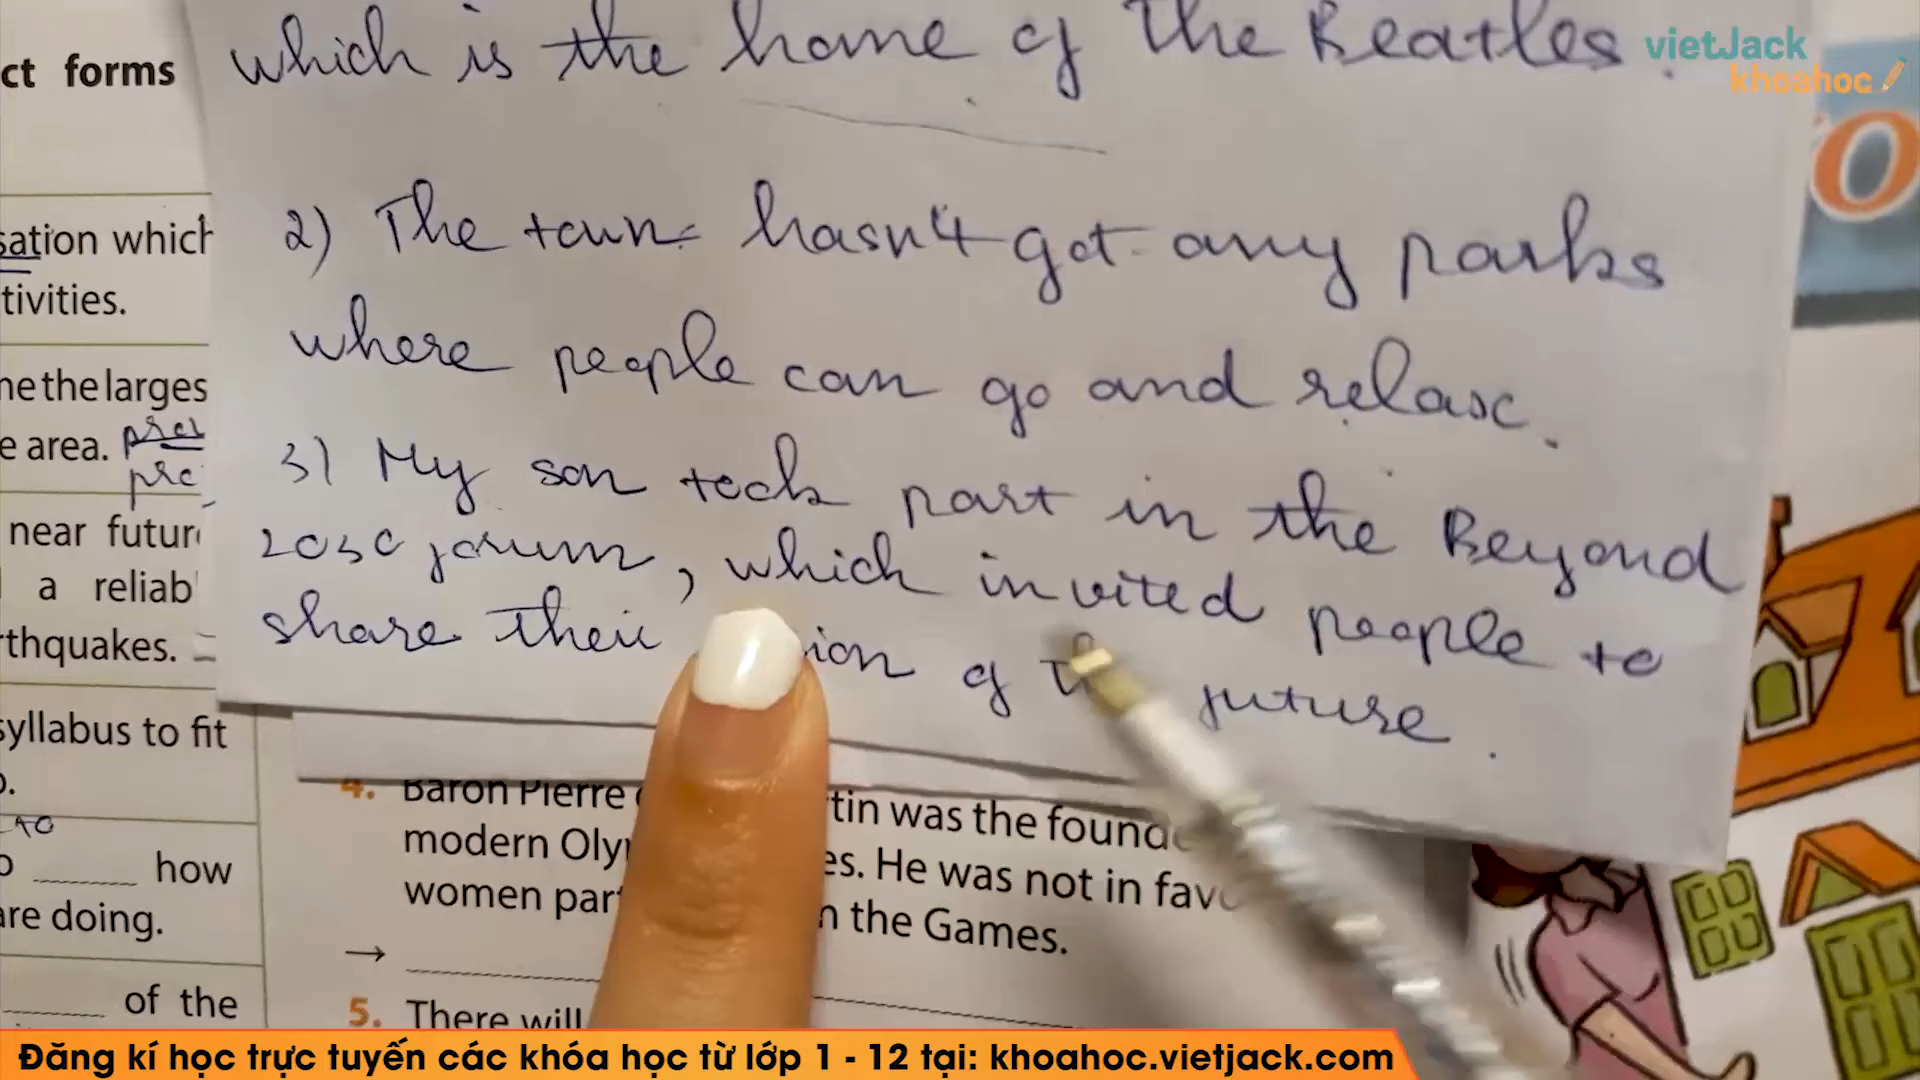 which is the home of the Beatles.
vietJack
khoahoc
ct forms
sation which
tivities.
ne the larges
e area.
near futur
a reliab
rthquakes.
syllabus to fit
o.
o ______ how
are doing.
______ of the
2) The town hasn't got any parks
where people can go and relax.
3) My son took part in the Beyond
2030 forum, which invited people to
share their ion of future.
4. Baron Pierre tin was the founde
modern Oly es. He was not in favo
women par n the Games.
→
5. There will
Đăng kí học trực tuyến các khóa học từ lớp 1 - 12 tại: khoahoc.vietjack.com